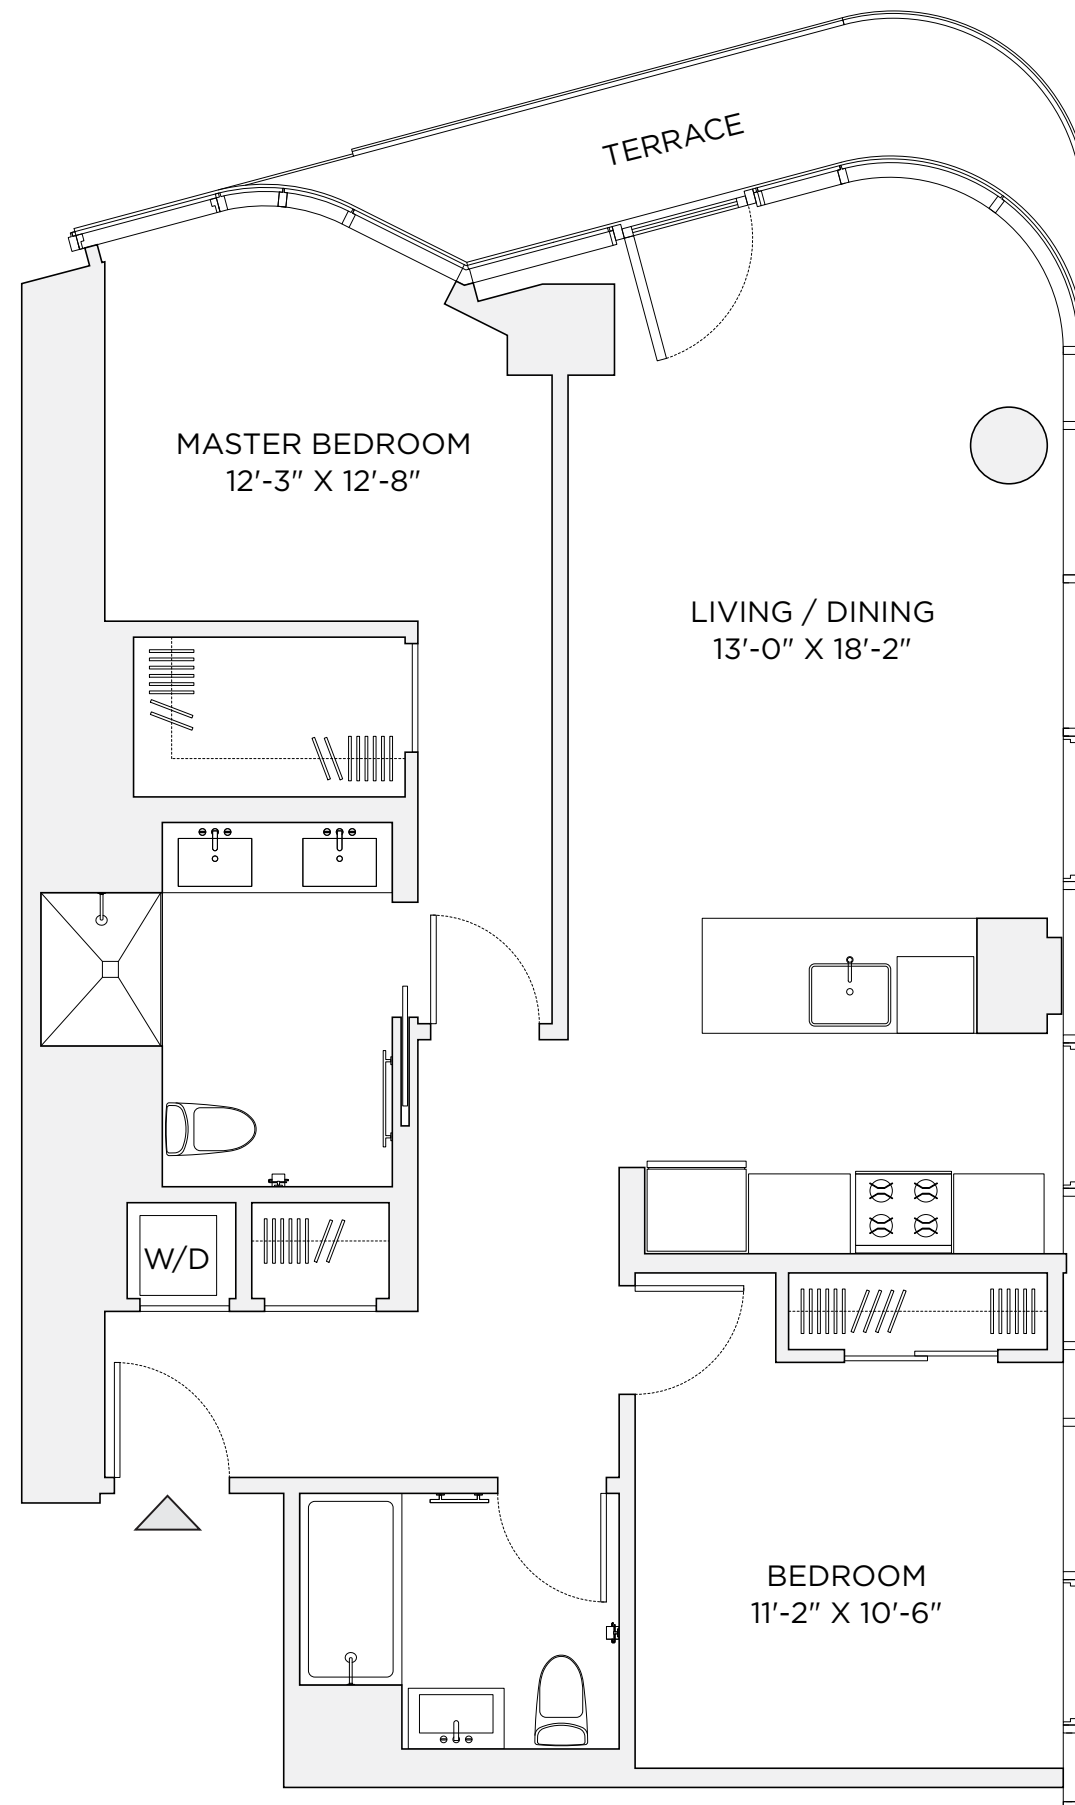 TERRACE
MASTER BEDROOM
12'-3" X 12'-8"
LIVING / DINING
13'-0" X 18'-2"
W/D
BEDROOM
11'-2" X 10'-6"